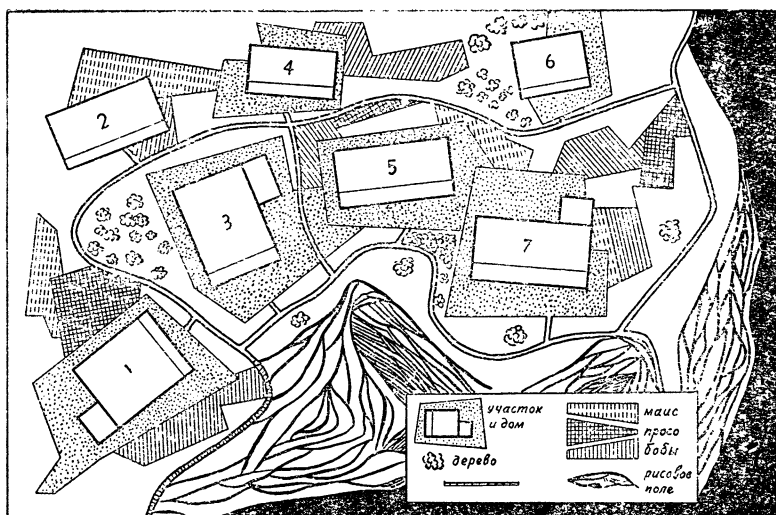 4
6
2
5
3
7
1
участок
и дом
дерево
маис
просо
бобы
рисовое
поле